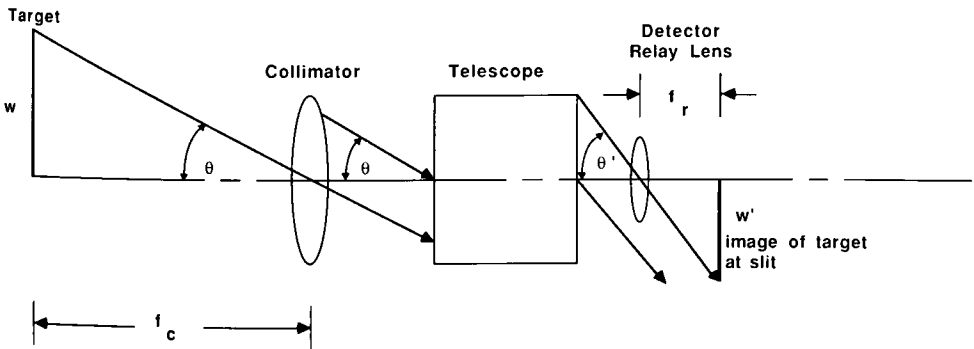 Target
Detector
Relay Lens
Collimator
Telescope
f r
w
θ
θ
θ '
w'
image of target
at slit
f c